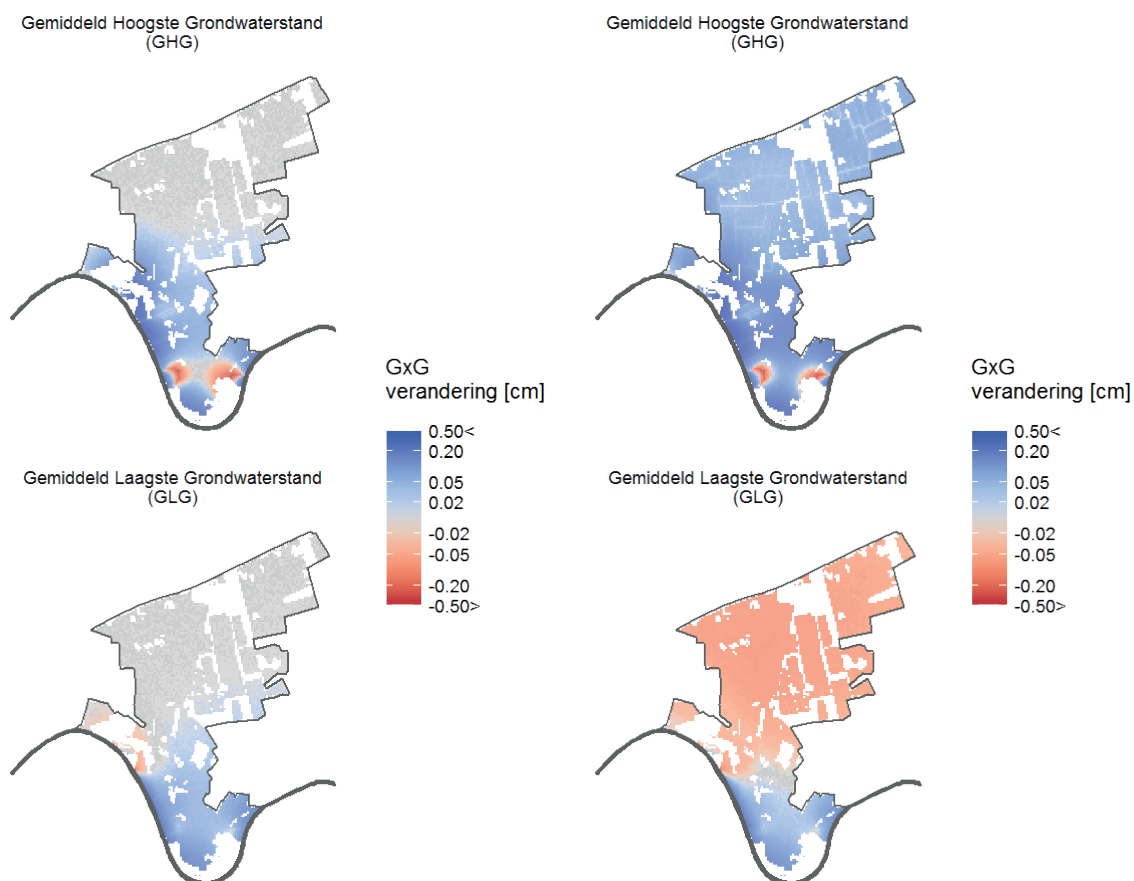 Gemiddeld Hoogste Grondwaterstand
(GHG)
GxG
verandering [cm]
0.50<
0.20
0.05
0.02
-0.02
-0.05
-0.20
-0.50>
Gemiddeld Laagste Grondwaterstand
(GLG)
Gemiddeld Hoogste Grondwaterstand
(GHG)
GxG
verandering [cm]
0.50<
0.20
0.05
0.02
-0.02
-0.05
-0.20
-0.50>
Gemiddeld Laagste Grondwaterstand
(GLG)